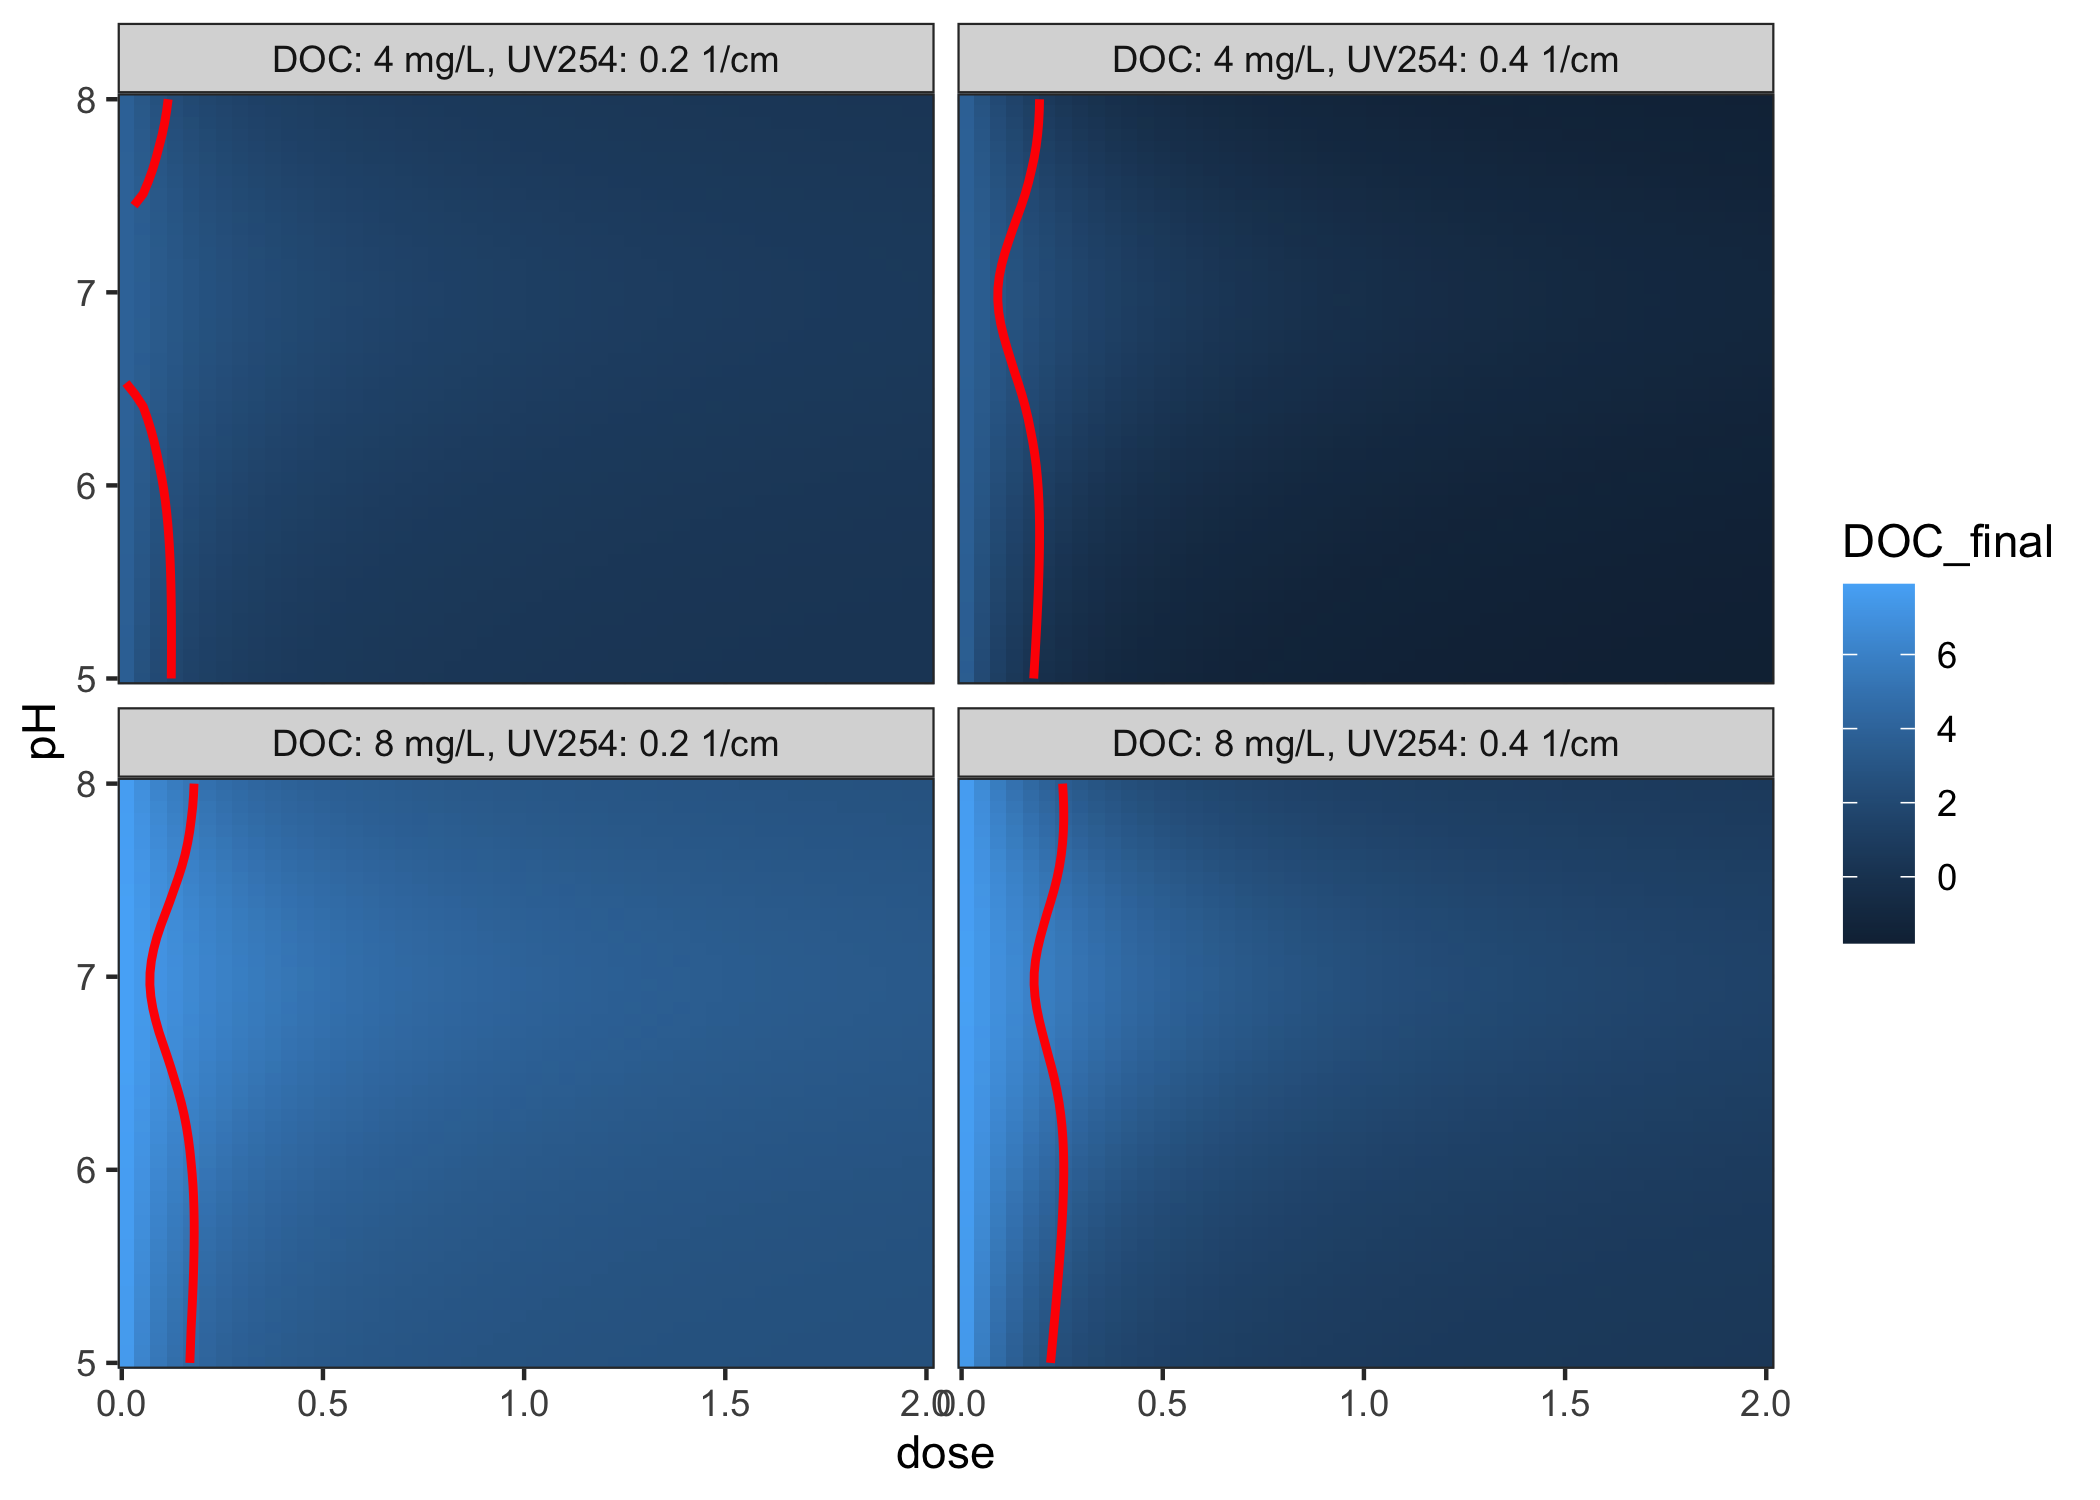 DOC: 4 mg/L, UV254: 0.2 1/cm
DOC: 4 mg/L, UV254: 0.4 1/cm
8
7
6
5
DOC_final
6
4
2
0
pH
DOC: 8 mg/L, UV254: 0.2 1/cm
DOC: 8 mg/L, UV254: 0.4 1/cm
8
7
6
5
0.0 0.5 1.0 1.5 2.0
0.0 0.5 1.0 1.5 2.0
dose